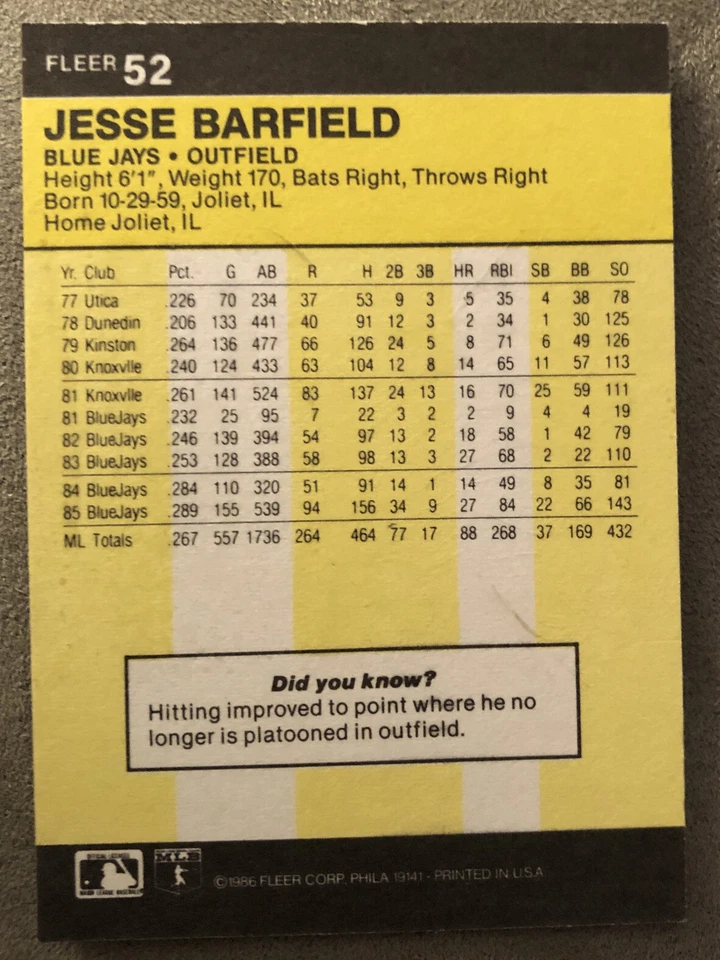 FLEER 52
JESSE BARFIELD
BLUE JAYS • OUTFIELD
Height 6'1", Weight 170, Bats Right, Throws Right
Born 10-29-59, Joliet, IL
Home Joliet, IL
Yr. Club Pct. G AB R H 2B 3B HR RBI SB BB SO
77 Utica .226 70 234 37 53 9 3 5 35 4 38 78
78 Dunedin .206 133 441 40 91 12 3 2 34 1 30 125
79 Kinston .264 136 477 66 126 24 5 8 71 6 49 126
80 Knoxvlle .240 124 433 63 104 12 8 14 65 11 57 113
81 Knoxvlle .261 141 524 83 137 24 13 16 70 25 59 111
81 BlueJays .232 25 95 7 22 3 2 2 9 4 4 19
82 BlueJays .246 139 394 54 97 13 2 18 58 1 42 79
83 BlueJays .253 128 388 58 98 13 3 27 68 2 22 110
84 BlueJays .284 110 320 51 91 14 1 14 49 8 35 81
85 BlueJays .289 155 539 94 156 34 9 27 84 22 66 143
ML Totals .267 557 1736 264 464 77 17 88 268 37 169 432
Did you know?
Hitting improved to point where he no
longer is platooned in outfield.
OFFICIAL LICENSEE
MAJOR LEAGUE BASEBALL
MLB
©1986 FLEER CORP. PHILA 19141 - PRINTED IN U.S.A.